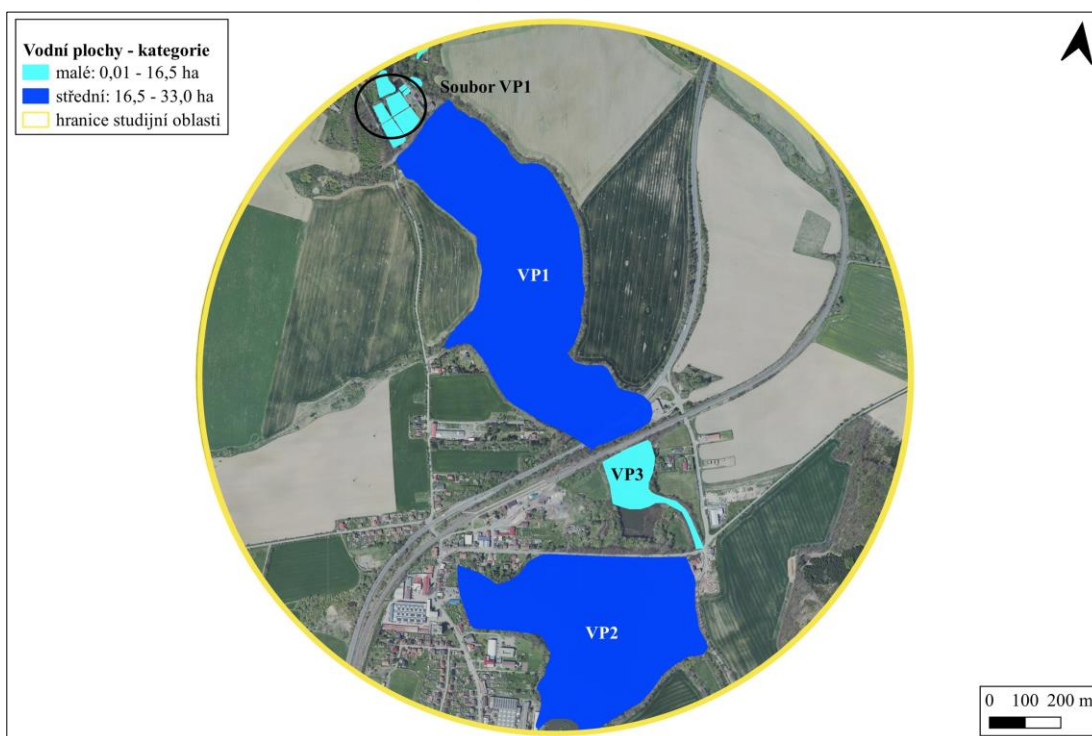 Vodní plochy - kategorie
malé: 0,01 - 16,5 ha
střední: 16,5 - 33,0 ha
hranice studijní oblasti
Soubor VP1
VP1
VP3
VP2
0 100 200 m